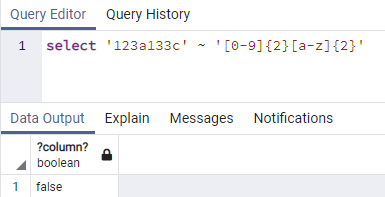 Query Editor Query History
1 select '123a133c' ~ '[0-9]{2}[a-z]{2}'
Data Output Explain Messages Notifications
?column?
boolean
1 false